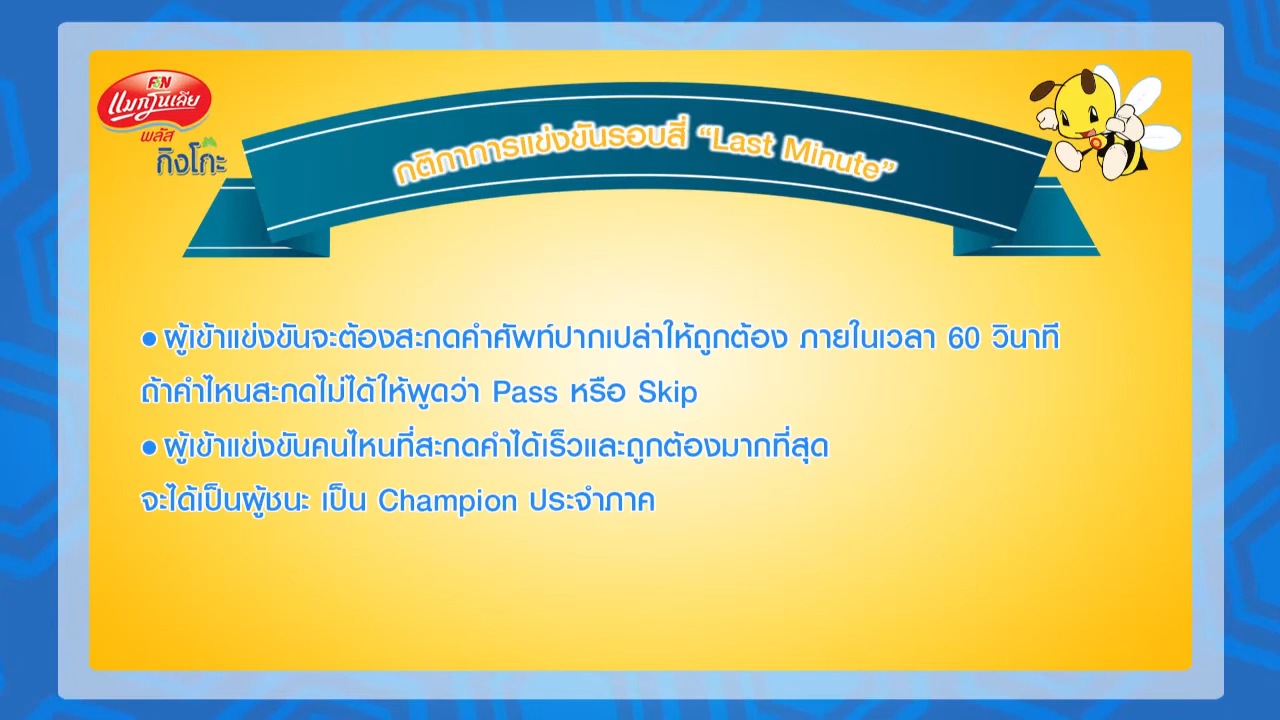 F&N
แมกโนเลีย
พลัส
กิงโกะ
กติกาการแข่งขันรอบสี่ “Last Minute”
● ผู้เข้าแข่งขันจะต้องสะกดคำศัพท์ปากเปล่าให้ถูกต้อง ภายในเวลา 60 วินาที
ถ้าคำไหนสะกดไม่ได้ให้พูดว่า Pass หรือ Skip
● ผู้เข้าแข่งขันคนไหนที่สะกดคำได้เร็วและถูกต้องมากที่สุด
จะได้เป็นผู้ชนะ เป็น Champion ประจำภาค